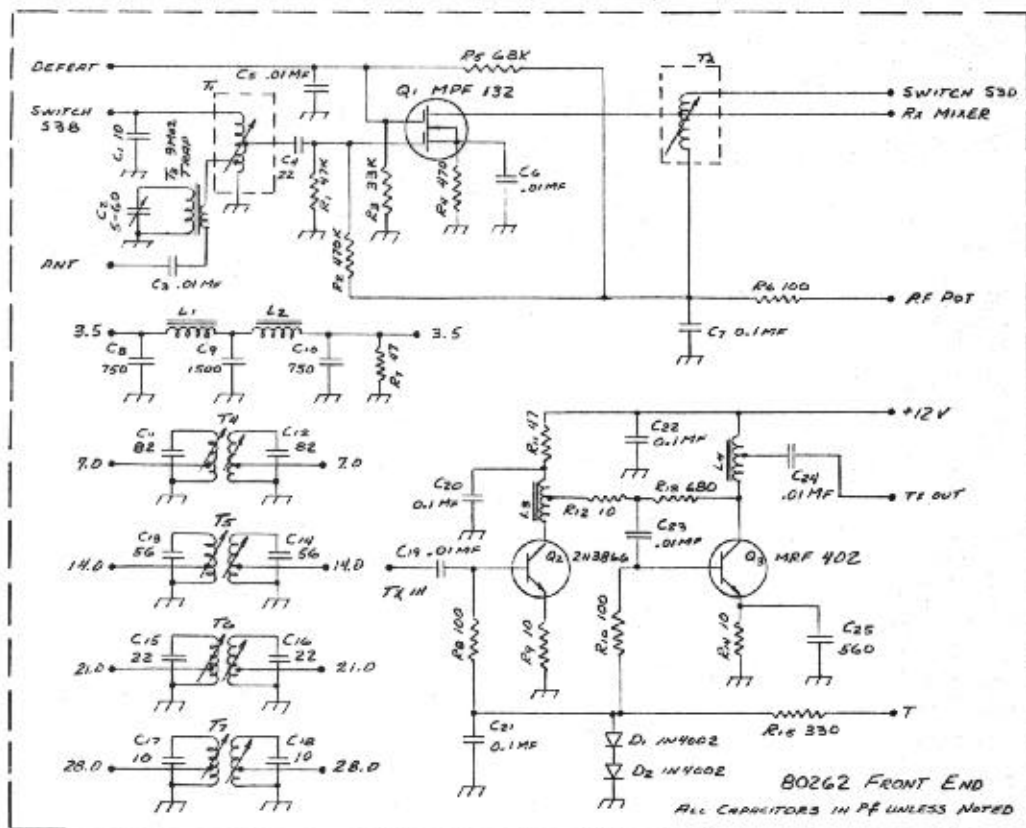 DEFEAT
C5 .01MF
R5 68K
T1
Q1 MPF 132
T2
SWITCH S3B
SWITCH S3D
RX MIXER
C1 10
T3 9MHZ TRAP
C4 22
R1 47K
R3 33K
R4 470
C6 .01MF
C2 5-60
R2 470K
ANT
C3 .01MF
R6 100
RF POT
C7 0.1MF
3.5
L1
L2
3.5
C8 750
C9 1500
C10 750
R7 47
+12V
T4
C11 82
C12 82
7.0
7.0
R11 47
C22 0.1MF
L4
C24 .01MF
C20 0.1MF
L3
R12 10
R13 680
TX OUT
C23 .01MF
T5
C13 56
C14 56
14.0
14.0
C19 .01MF
TX IN
Q2 2N3866
Q3 MRF 402
R8 100
R9 10
R10 100
R14 10
C25 560
T6
C15 22
C16 22
21.0
21.0
T
R15 330
C21 0.1MF
T7
C17 10
C18 10
28.0
28.0
D1 1N4002
D2 1N4002
80262 FRONT END
ALL CAPACITORS IN Pf UNLESS NOTED